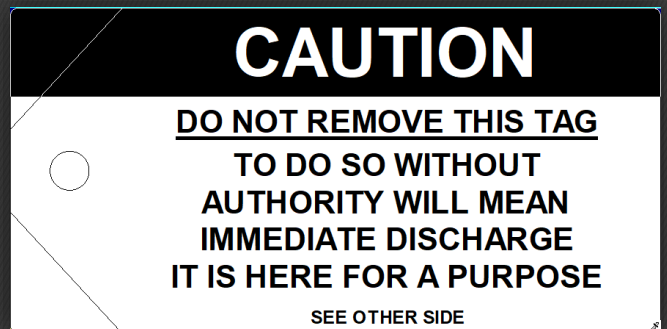 CAUTION
DO NOT REMOVE THIS TAG
TO DO SO WITHOUT
AUTHORITY WILL MEAN
IMMEDIATE DISCHARGE
IT IS HERE FOR A PURPOSE
SEE OTHER SIDE